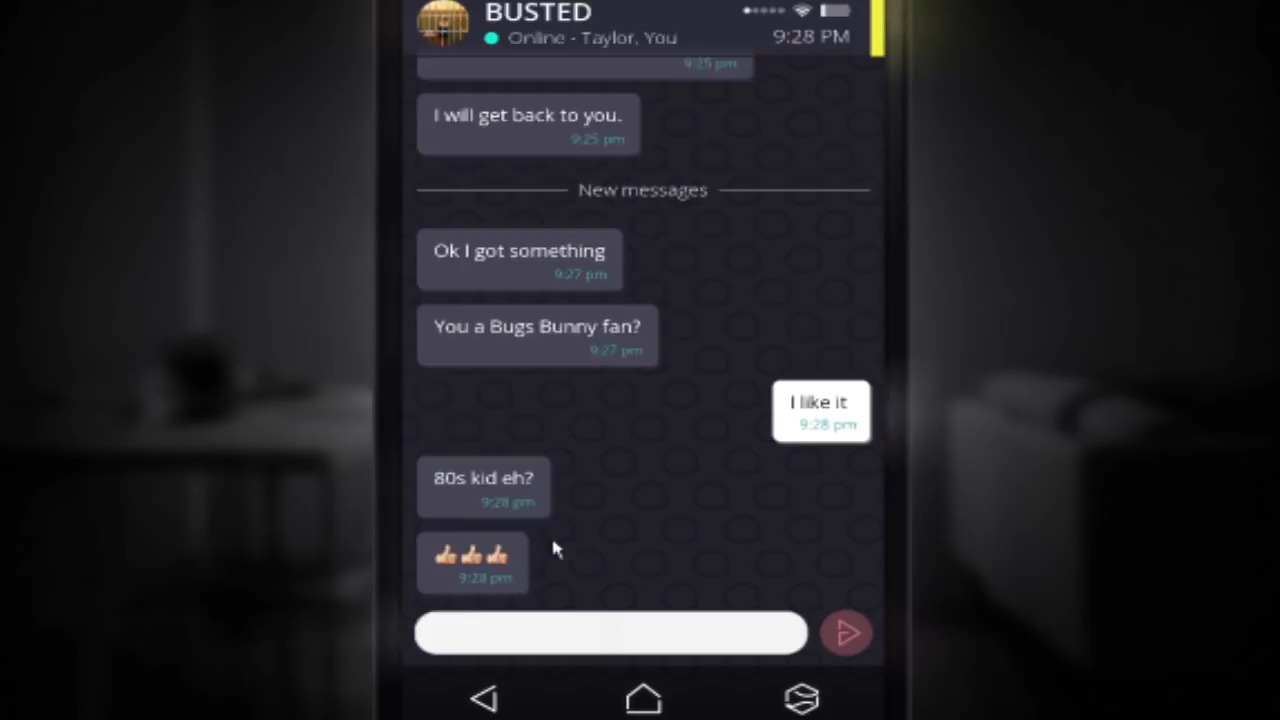 BUSTED
Online - Taylor, You
9:28 PM
9:25 pm
I will get back to you.
9:25 pm
New messages
Ok I got something
9:27 pm
You a Bugs Bunny fan?
9:27 pm
I like it
9:28 pm
80s kid eh?
9:28 pm
👍🏼👍🏼👍🏼
9:28 pm